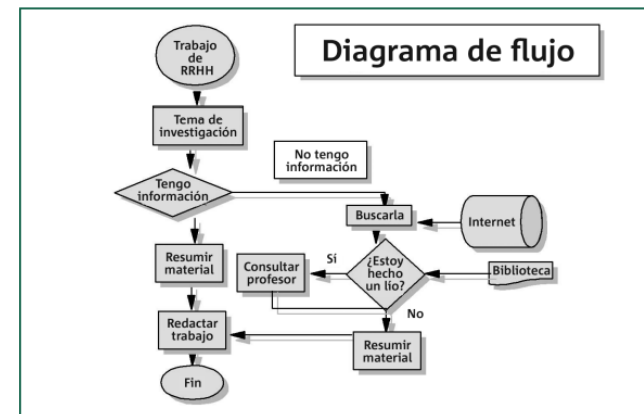 Diagrama de flujo
Trabajo
de
RRHH
Tema de
investigación
No tengo
información
Tengo
información
Buscarla
Internet
Resumir
material
Consultar
profesor
Sí
¿Estoy
hecho
un lío?
Biblioteca
No
Redactar
trabajo
Resumir
material
Fin